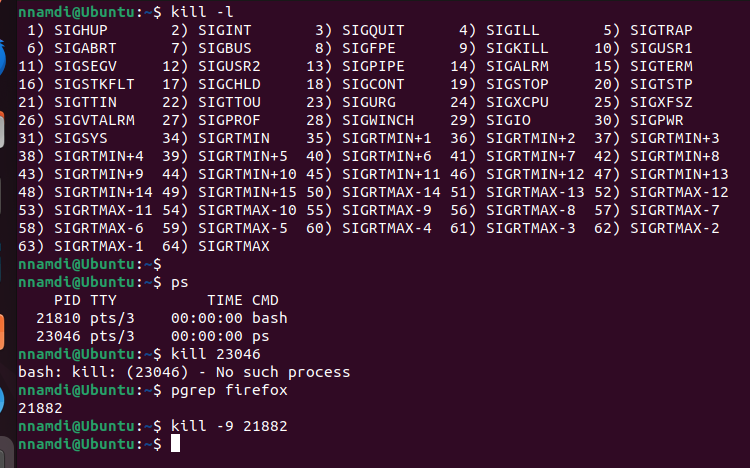 nnamdi@Ubuntu:~$ kill -l
 1) SIGHUP       2) SIGINT       3) SIGQUIT      4) SIGILL       5) SIGTRAP
 6) SIGABRT      7) SIGBUS       8) SIGFPE       9) SIGKILL     10) SIGUSR1
11) SIGSEGV     12) SIGUSR2     13) SIGPIPE     14) SIGALRM     15) SIGTERM
16) SIGSTKFLT   17) SIGCHLD     18) SIGCONT     19) SIGSTOP     20) SIGTSTP
21) SIGTTIN     22) SIGTTOU     23) SIGURG      24) SIGXCPU     25) SIGXFSZ
26) SIGVTALRM   27) SIGPROF     28) SIGWINCH    29) SIGIO       30) SIGPWR
31) SIGSYS      34) SIGRTMIN    35) SIGRTMIN+1  36) SIGRTMIN+2  37) SIGRTMIN+3
38) SIGRTMIN+4  39) SIGRTMIN+5  40) SIGRTMIN+6  41) SIGRTMIN+7  42) SIGRTMIN+8
43) SIGRTMIN+9  44) SIGRTMIN+10 45) SIGRTMIN+11 46) SIGRTMIN+12 47) SIGRTMIN+13
48) SIGRTMIN+14 49) SIGRTMIN+15 50) SIGRTMAX-14 51) SIGRTMAX-13 52) SIGRTMAX-12
53) SIGRTMAX-11 54) SIGRTMAX-10 55) SIGRTMAX-9  56) SIGRTMAX-8  57) SIGRTMAX-7
58) SIGRTMAX-6  59) SIGRTMAX-5  60) SIGRTMAX-4  61) SIGRTMAX-3  62) SIGRTMAX-2
63) SIGRTMAX-1  64) SIGRTMAX
nnamdi@Ubuntu:~$
nnamdi@Ubuntu:~$ ps
    PID TTY          TIME CMD
  21810 pts/3    00:00:00 bash
  23046 pts/3    00:00:00 ps
nnamdi@Ubuntu:~$ kill 23046
bash: kill: (23046) - No such process
nnamdi@Ubuntu:~$ pgrep firefox
21882
nnamdi@Ubuntu:~$ kill -9 21882
nnamdi@Ubuntu:~$